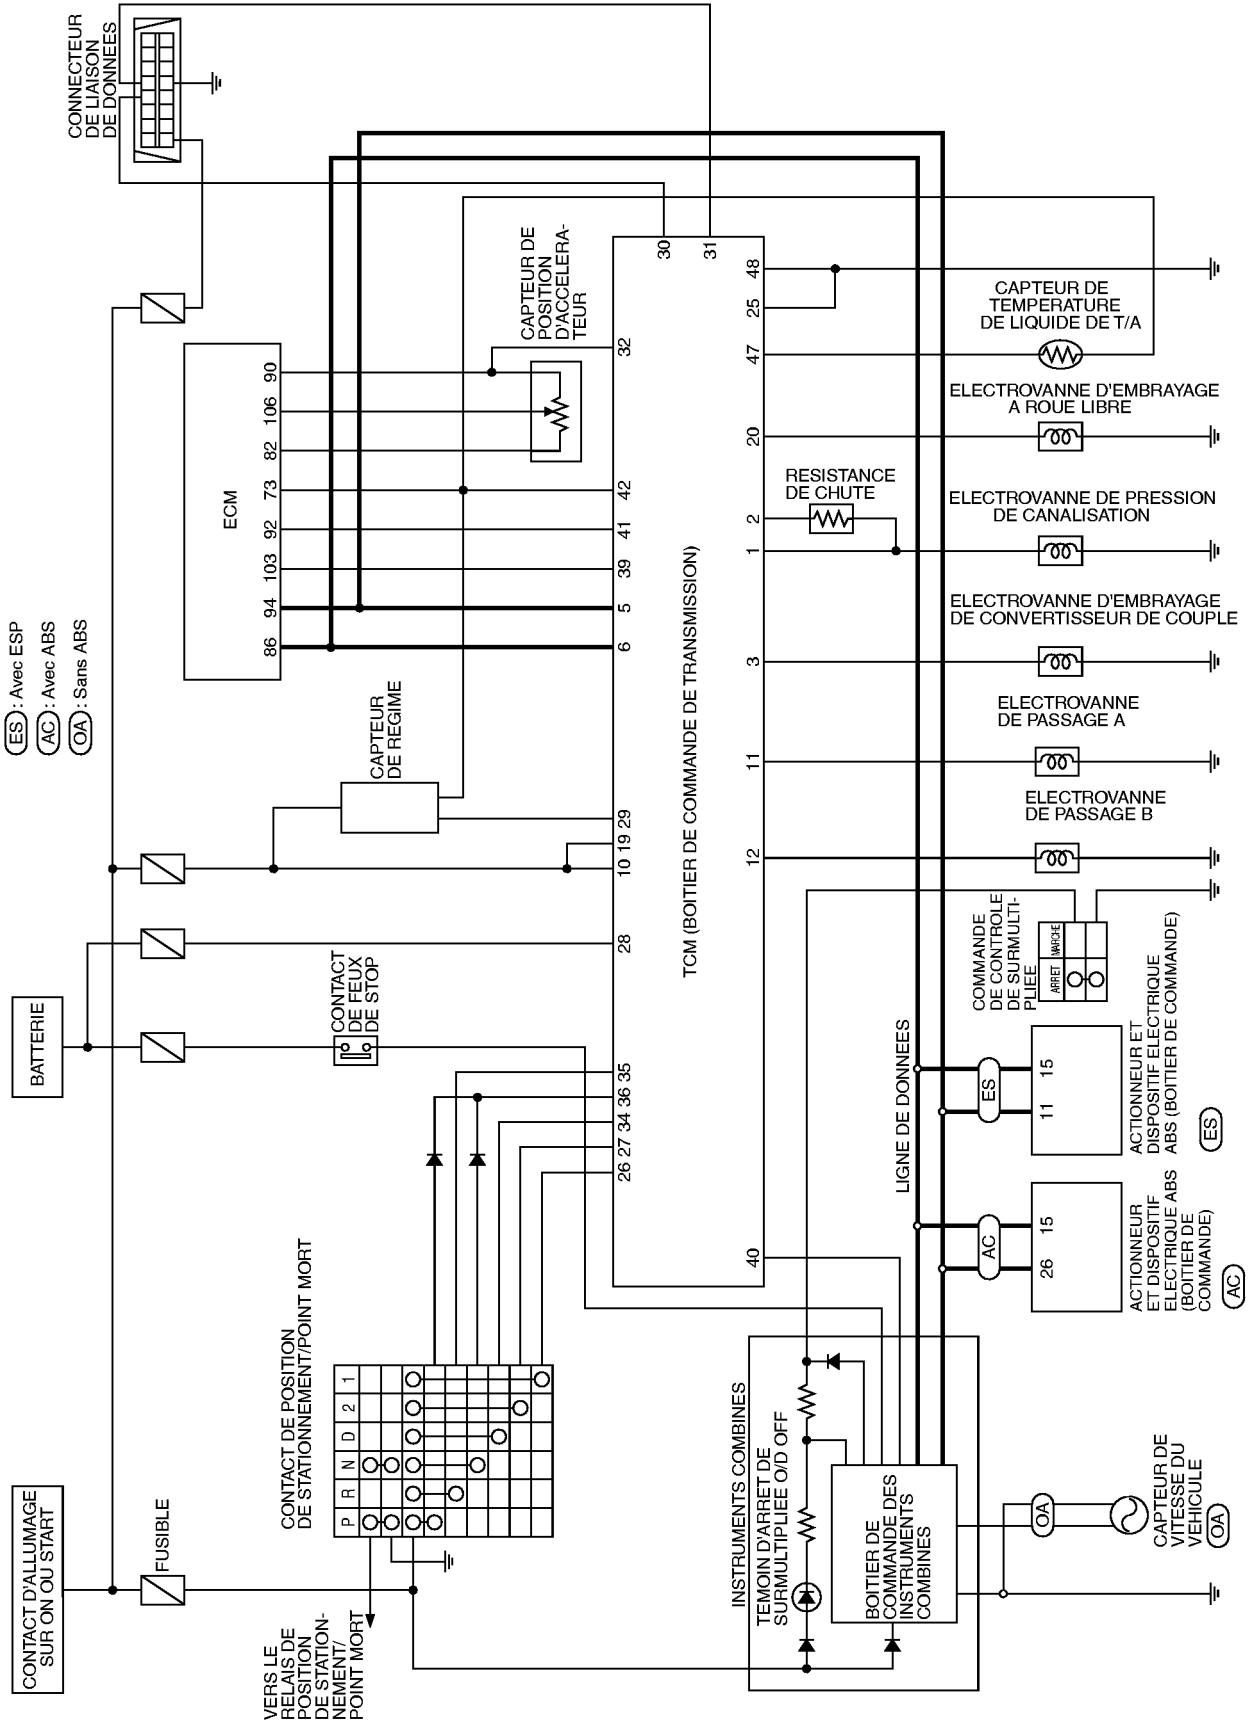 CONNECTEUR
DE LIAISON
DE DONNEES
ES : Avec ESP
AC : Avec ABS
OA : Sans ABS
BATTERIE
CONTACT D'ALLUMAGE
SUR ON OU START
FUSIBLE
ECM
86
94
103
92
73
82
106
90
CAPTEUR DE
POSITION
D'ACCELERA-
TEUR
CAPTEUR
DE REGIME
CONTACT
DE FEUX
DE STOP
CONTACT DE POSITION
DE STATIONNEMENT/POINT MORT
P
R
N
D
2
1
VERS LE
RELAIS DE
POSITION
DE STATION-
NEMENT/
POINT MORT
TCM (BOITIER DE COMMANDE DE TRANSMISSION)
26
27
34
36
35
28
10
19
29
6
5
39
41
42
32
30
31
40
12
11
3
1
2
20
47
25
48
CAPTEUR DE
TEMPERATURE
DE LIQUIDE DE T/A
ELECTROVANNE D'EMBRAYAGE
A ROUE LIBRE
RESISTANCE
DE CHUTE
ELECTROVANNE DE PRESSION
DE CANALISATION
ELECTROVANNE D'EMBRAYAGE
DE CONVERTISSEUR DE COUPLE
ELECTROVANNE
DE PASSAGE A
ELECTROVANNE
DE PASSAGE B
COMMANDE
DE CONTROLE
DE SURMULTI-
PLIEE
ARRET
MARCHE
LIGNE DE DONNEES
ES
11
15
ACTIONNEUR ET
DISPOSITIF ELECTRIQUE
ABS (BOITIER DE COMMANDE)
ES
AC
26
15
ACTIONNEUR
ET DISPOSITIF
ELECTRIQUE ABS
(BOITIER DE
COMMANDE)
AC
INSTRUMENTS COMBINES
TEMOIN D'ARRET DE
SURMULTIPLIEE O/D OFF
BOITIER DE
COMMANDE DES
INSTRUMENTS
COMBINES
OA
CAPTEUR DE
VITESSE DU
VEHICULE
OA